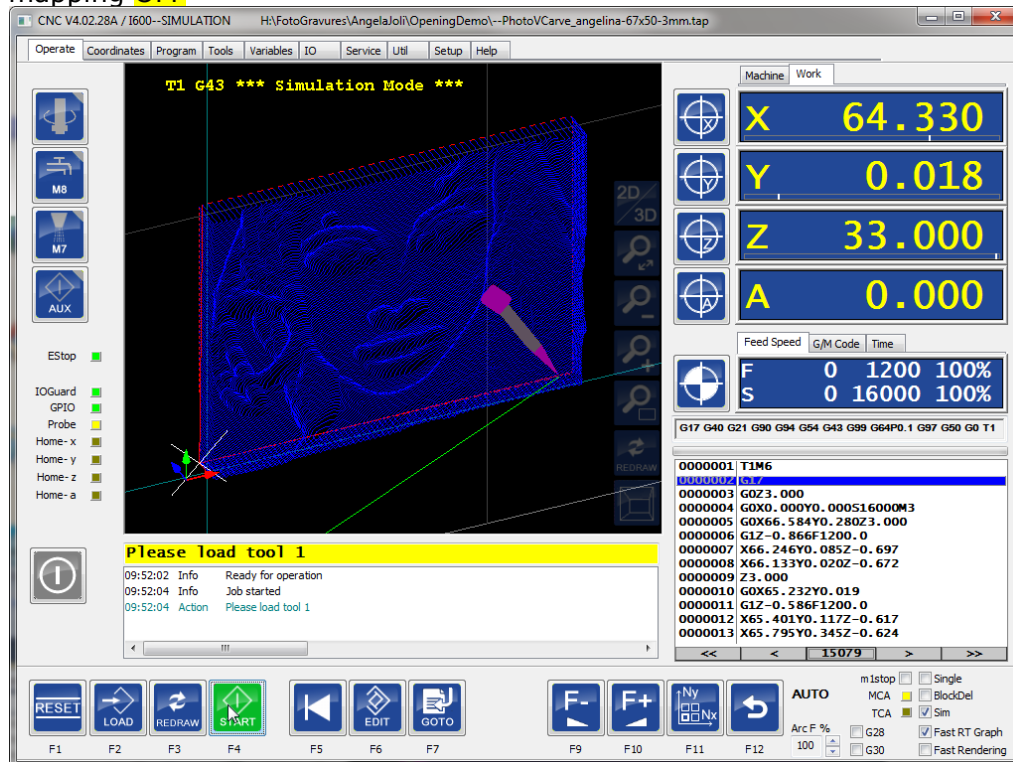 mapping GPI
CNC V4.02.28A / I600--SIMULATION H:\FotoGravures\AngelaJoli\OpeningDemo\--PhotoVCarve_angelina-67x50-3mm.tap
Operate Coordinates Program Tools Variables IO Service Util Setup Help
T1 G43 *** Simulation Mode ***
Machine Work
X 64.330
Y 0.018
Z 33.000
A 0.000
M8
M7
AUX
2D/3D
REDRAW
EStop
IOGuard
GPIO
Probe
Home-x
Home-y
Home-z
Home-a
Feed Speed G/M Code Time
F 0 1200 100%
S 0 16000 100%
G17 G40 G21 G90 G94 G54 G43 G99 G64P0.1 G97 G50 G0 T1
0000001 T1M6
0000002 G17
0000003 G0Z3.000
0000004 G0X0.000Y0.000S16000M3
0000005 G0X66.584Y0.280Z3.000
0000006 G1Z-0.866F1200.0
0000007 X66.246Y0.085Z-0.697
0000008 X66.133Y0.020Z-0.672
0000009 Z3.000
0000010 G0X65.232Y0.019
0000011 G1Z-0.586F1200.0
0000012 X65.401Y0.117Z-0.617
0000013 X65.795Y0.345Z-0.624
<< < 15079 > >>
Please load tool 1
09:52:02 Info Ready for operation
09:52:04 Info Job started
09:52:04 Action Please load tool 1
RESET LOAD REDRAW START EDIT GOTO F- F+ Ny Nx
F1 F2 F3 F4 F5 F6 F7 F9 F10 F11 F12
AUTO
Arc F %
100
m1stop Single
MCA BlockDel
TCA Sim
G28 Fast RT Graph
G30 Fast Rendering